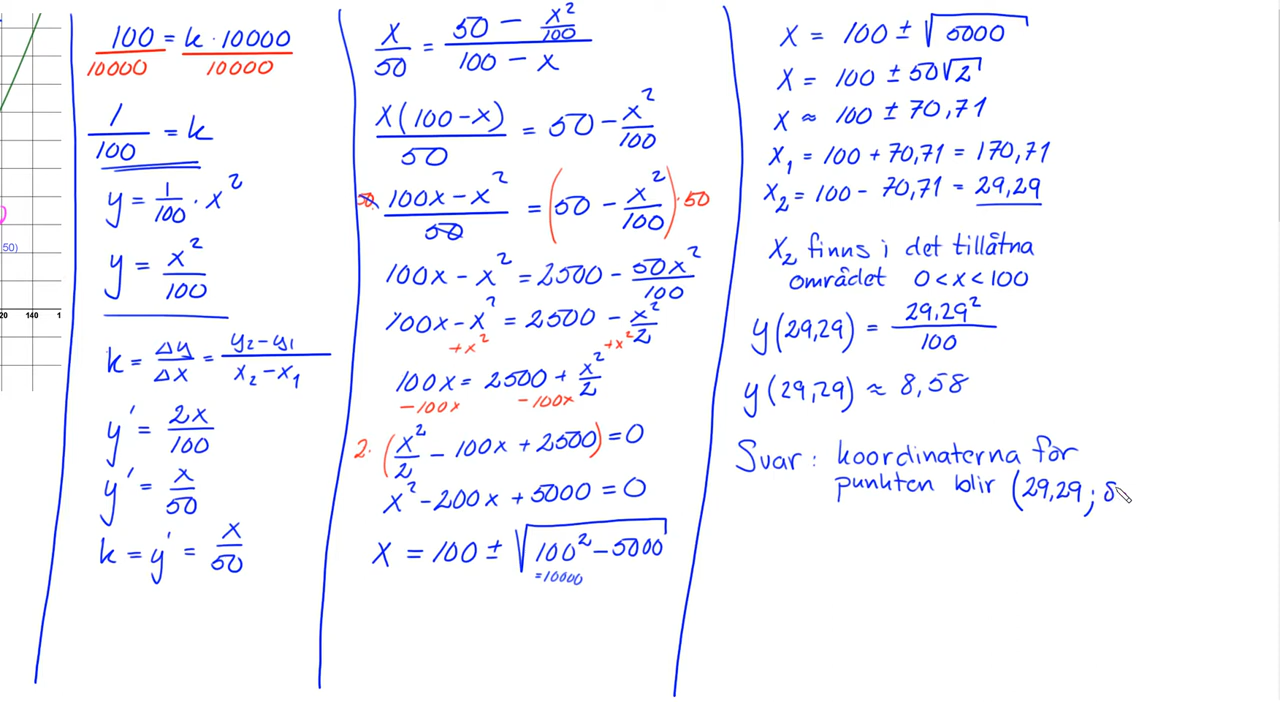 50)
20 140 1
100 = k · 10000
10000 10000
1/100 = k
y = 1/100 · x²
y = x²/100
k = Δy/Δx = (y₂ - y₁)/(x₂ - x₁)
y' = 2x/100
y' = x/50
k = y' = x/50
x/50 = (50 - x²/100)/(100 - x)
x(100 - x)/50 = 50 - x²/100
50· (100x - x²)/50 = (50 - x²/100) ·50
100x - x² = 2500 - 50x²/100
100x - x² = 2500 - x²/2
+x² +x²
100x = 2500 + x²/2
-100x -100x
2· (x²/2 - 100x + 2500) = 0
x² - 200x + 5000 = 0
x = 100 ± √(100² - 5000)
=10000
x = 100 ± √5000
x = 100 ± 50√2
x ≈ 100 ± 70,71
x₁ = 100 + 70,71 = 170,71
x₂ = 100 - 70,71 = 29,29
x₂ finns i det tillåtna
området 0 < x < 100
y(29,29) = 29,29²/100
y(29,29) ≈ 8,58
Svar: koordinaterna för
punkten blir (29,29 ;